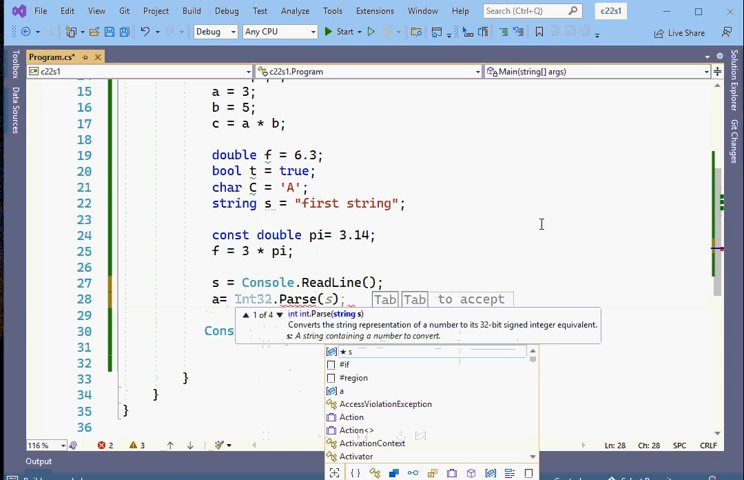 File Edit View Git Project Build Debug Test Analyze Tools Extensions Window Help Search (Ctrl+Q) c22s1
Debug Any CPU Start Live Share
Program.cs*
c22s1 c22s1.Program Main(string[] args)
Toolbox
Data Sources
Solution Explorer
Git Changes
15 a = 3;
16 b = 5;
17 c = a * b;
18
19 double f = 6.3;
20 bool t = true;
21 char C = 'A';
22 string s = "first string";
23
24 const double pi= 3.14;
25 f = 3 * pi;
26
27 s = Console.ReadLine();
28 a= Int32.Parse(s); Tab Tab to accept
29
1 of 4 int int.Parse(string s)
Converts the string representation of a number to its 32-bit signed integer equivalent.
s: A string containing a number to convert.
30 Cons
31
32
33 }
34 }
35 }
36
★ s
#if
#region
a
AccessViolationException
Action
Action<>
ActivationContext
Activator
116 % 2 3 Ln: 28 Ch: 28 SPC CRLF
Output